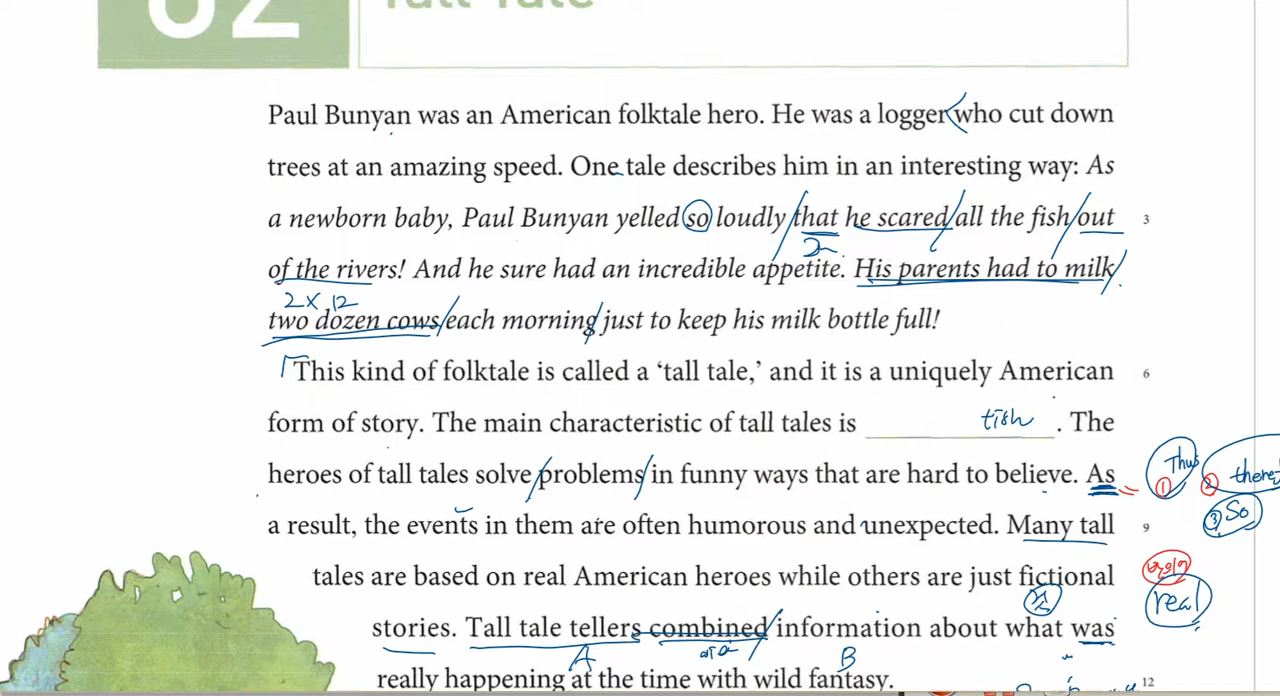 02
Tall Tale
Paul Bunyan was an American folktale hero. He was a logger who cut down
trees at an amazing speed. One tale describes him in an interesting way: As
a newborn baby, Paul Bunyan yelled so loudly that he scared all the fish out
3
of the rivers! And he sure had an incredible appetite. His parents had to milk
2x12
two dozen cows each morning just to keep his milk bottle full!
This kind of folktale is called a ‘tall tale,’ and it is a uniquely American
6
form of story. The main characteristic of tall tales is ________ . The
heroes of tall tales solve problems in funny ways that are hard to believe. As
Thus
①
②
a result, the events in them are often humorous and unexpected. Many tall
9
③ So
tales are based on real American heroes while others are just fictional
반의어
real
stories. Tall tale tellers combined information about what was
A
B
really happening at the time with wild fantasy.
12